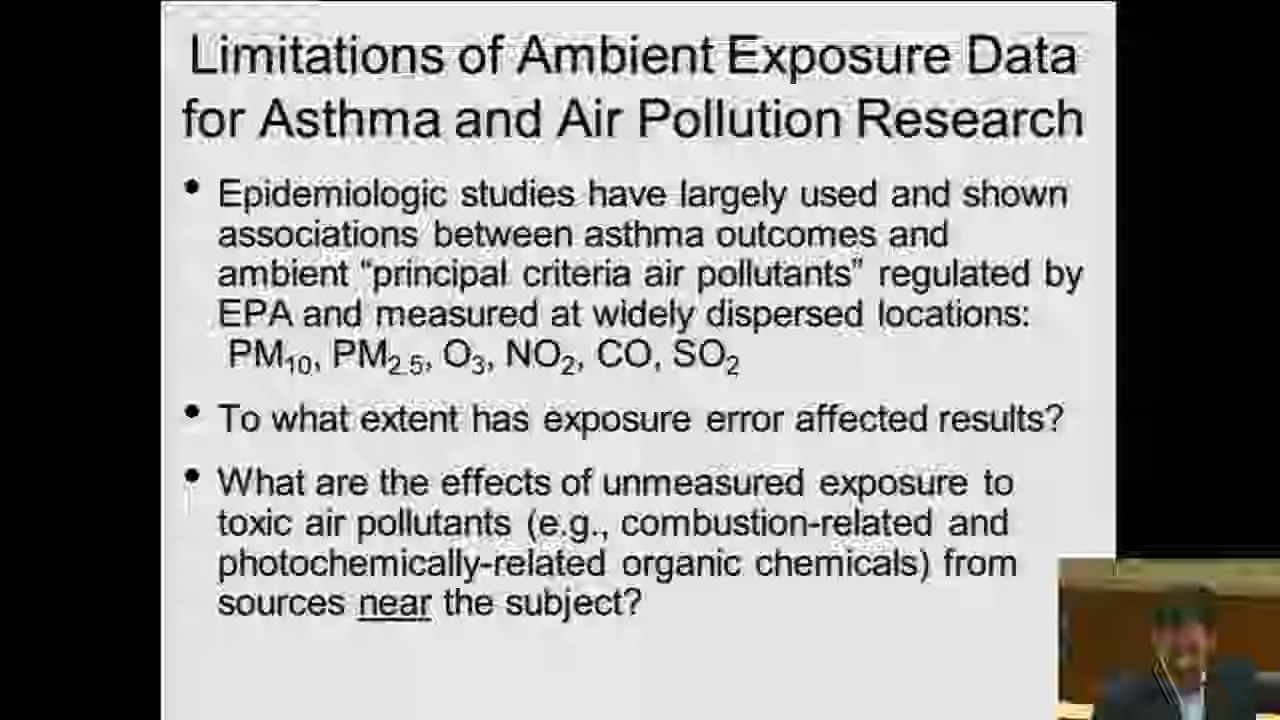 Limitations of Ambient Exposure Data
for Asthma and Air Pollution Research
• Epidemiologic studies have largely used and shown
associations between asthma outcomes and
ambient “principal criteria air pollutants” regulated by
EPA and measured at widely dispersed locations:
PM₁₀, PM₂.₅, O₃, NO₂, CO, SO₂
• To what extent has exposure error affected results?
• What are the effects of unmeasured exposure to
toxic air pollutants (e.g., combustion-related and
photochemically-related organic chemicals) from
sources near the subject?